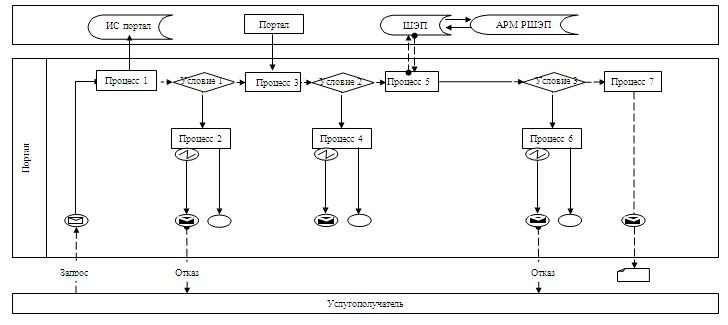 ИС портал
Портал
ШЭП
АРМ РШЭП
Процесс 1
Условие 1
Процесс 3
Условие 2
Процесс 5
Условие 3
Процесс 7
Процесс 2
Процесс 4
Процесс 6
Портал
Запрос
Отказ
Отказ
Услугополучатель